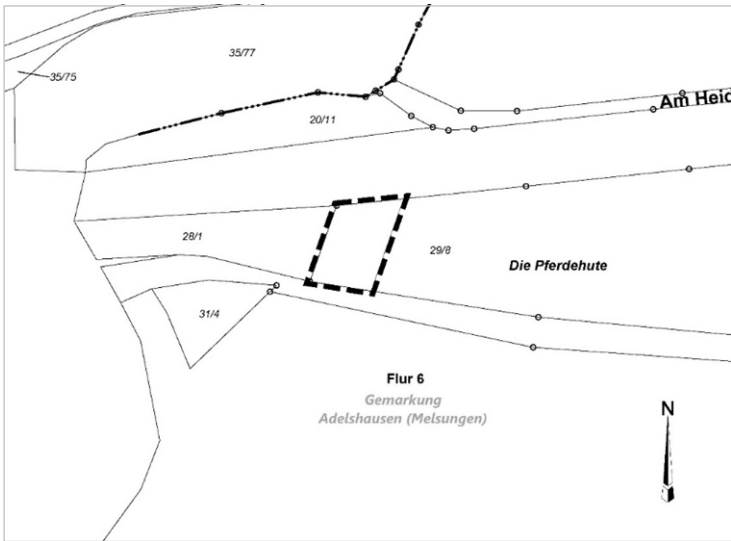 35/77
35/75
Am Heid
20/11
28/1
29/8
Die Pferdehute
31/4
Flur 6
Gemarkung
Adelshausen (Melsungen)
N